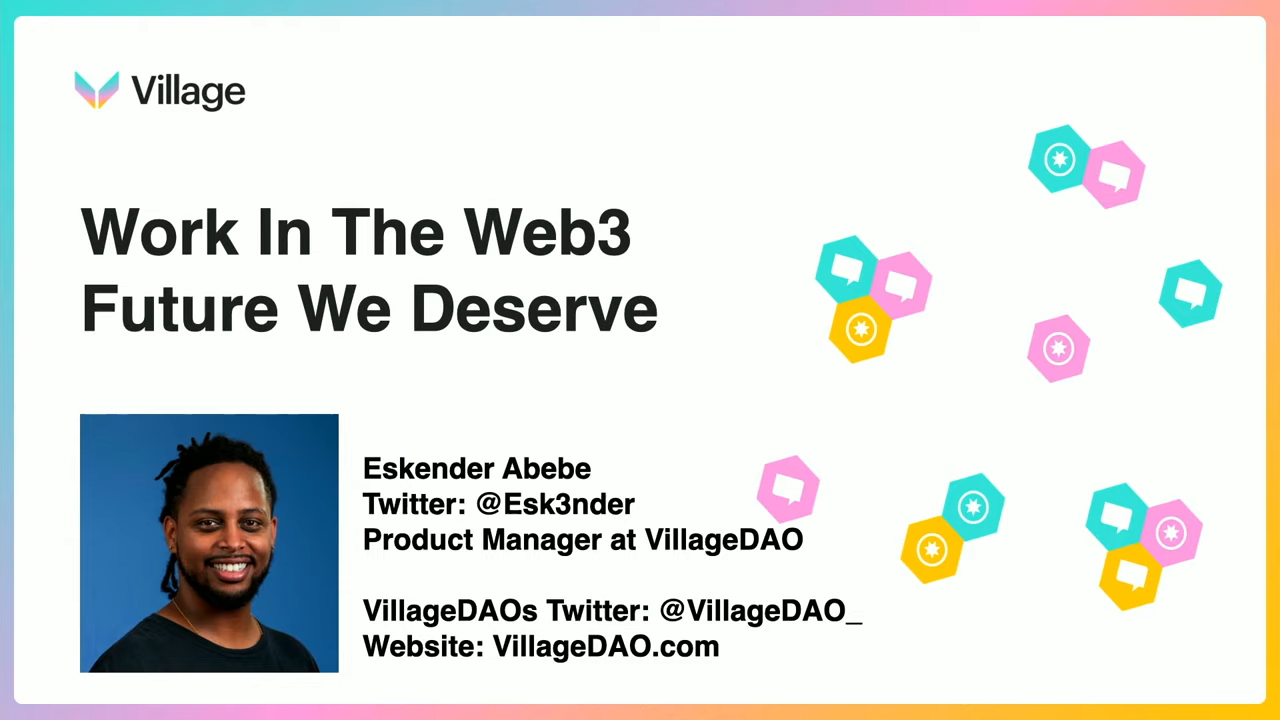 Village
Work In The Web3
Future We Deserve
Eskender Abebe
Twitter: @Esk3nder
Product Manager at VillageDAO
VillageDAOs Twitter: @VillageDAO_
Website: VillageDAO.com